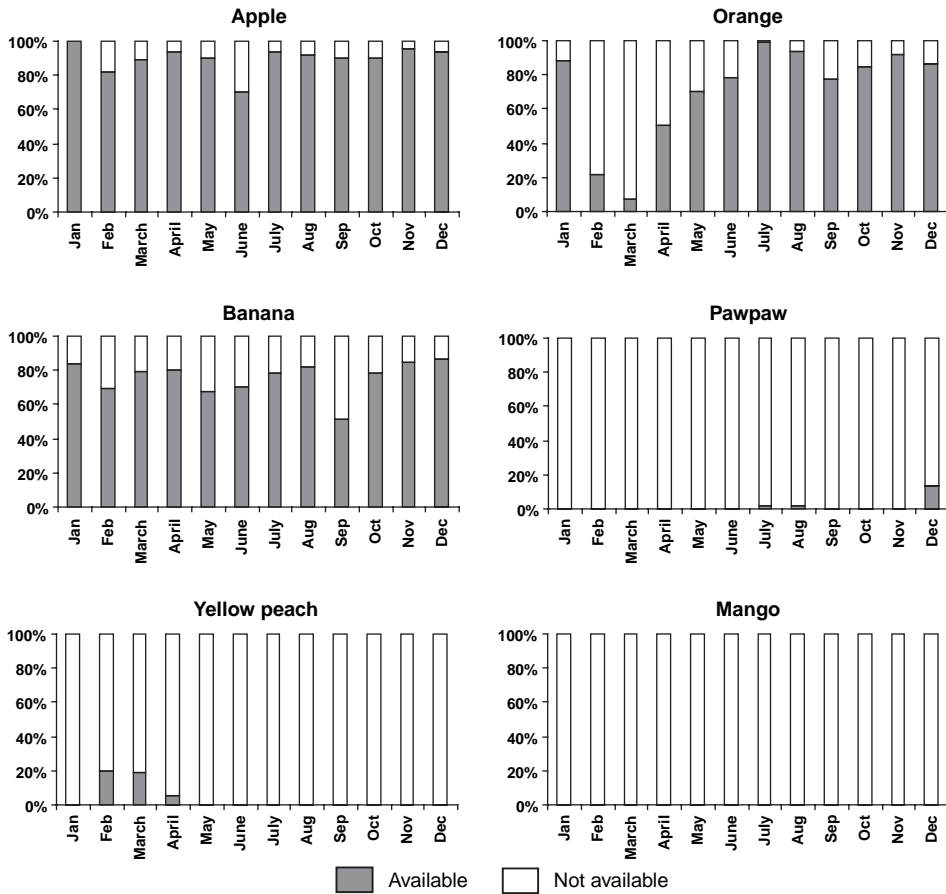 Apple
100%
80%
60%
40%
20%
0%
Jan Feb March April May June July Aug Sep Oct Nov Dec
Orange
100%
80%
60%
40%
20%
0%
Jan Feb March April May June July Aug Sep Oct Nov Dec
Banana
100%
80%
60%
40%
20%
0%
Jan Feb March April May June July Aug Sep Oct Nov Dec
Pawpaw
100%
80%
60%
40%
20%
0%
Jan Feb March April May June July Aug Sep Oct Nov Dec
Yellow peach
100%
80%
60%
40%
20%
0%
Jan Feb March April May June July Aug Sep Oct Nov Dec
Mango
100%
80%
60%
40%
20%
0%
Jan Feb March April May June July Aug Sep Oct Nov Dec
Available Not available